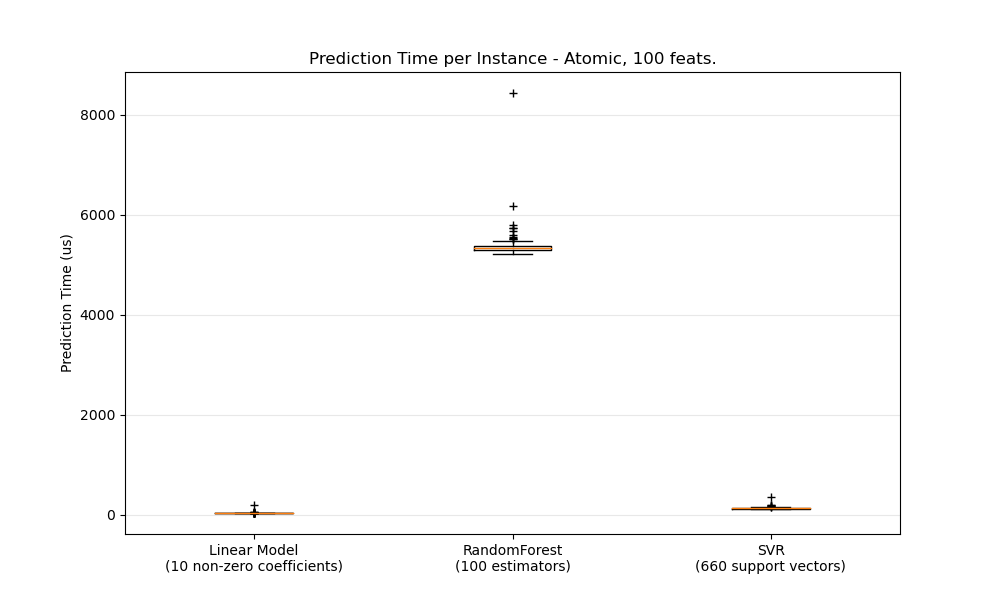 Prediction Time per Instance - Atomic, 100 feats.
8000
6000
4000
2000
0
Prediction Time (us)
Linear Model
(10 non-zero coefficients)
RandomForest
(100 estimators)
SVR
(660 support vectors)